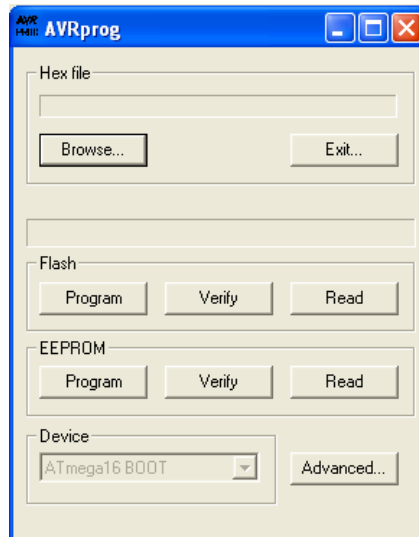 AVRprog
Hex file
Browse... Exit...
Flash
Program Verify Read
EEPROM
Program Verify Read
Device
ATmega16 BOOT Advanced...